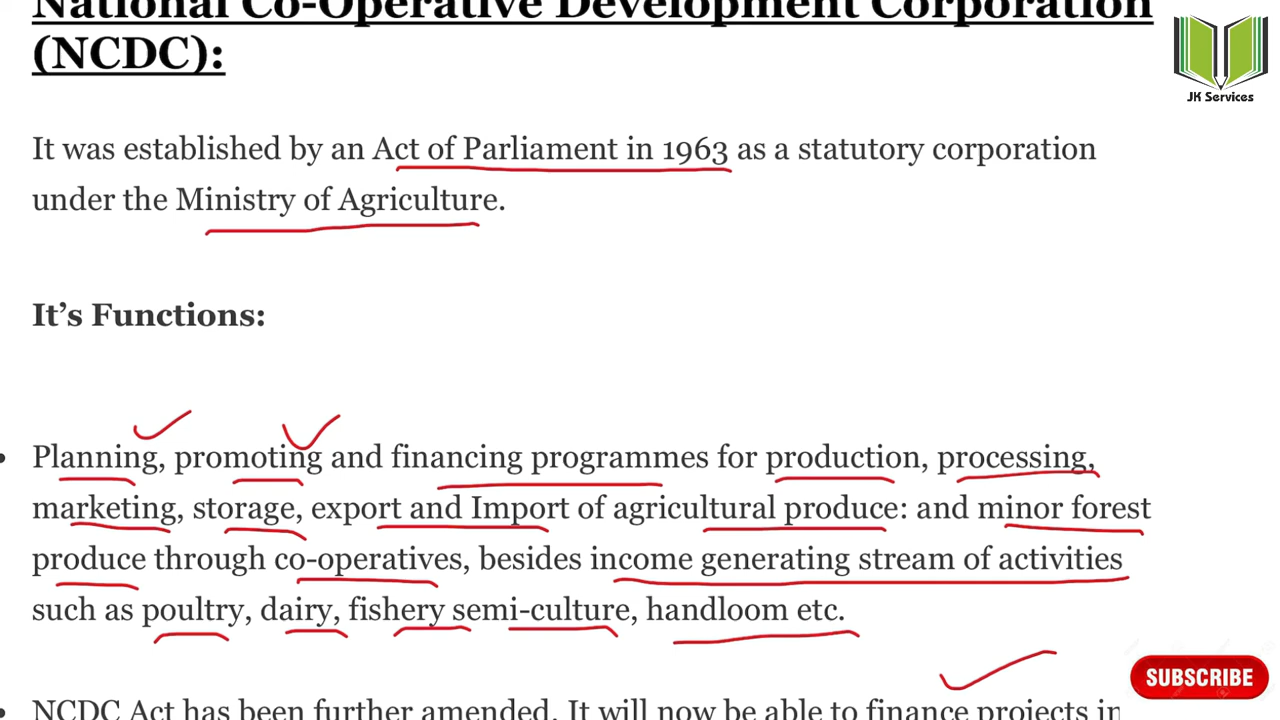 National Co-Operative Development Corporation
(NCDC):
JK Services
It was established by an Act of Parliament in 1963 as a statutory corporation
under the Ministry of Agriculture.
It’s Functions:
• Planning, promoting and financing programmes for production, processing,
marketing, storage, export and Import of agricultural produce: and minor forest
produce through co-operatives, besides income generating stream of activities
such as poultry, dairy, fishery semi-culture, handloom etc.
SUBSCRIBE
• NCDC Act has been further amended. It will now be able to finance projects in